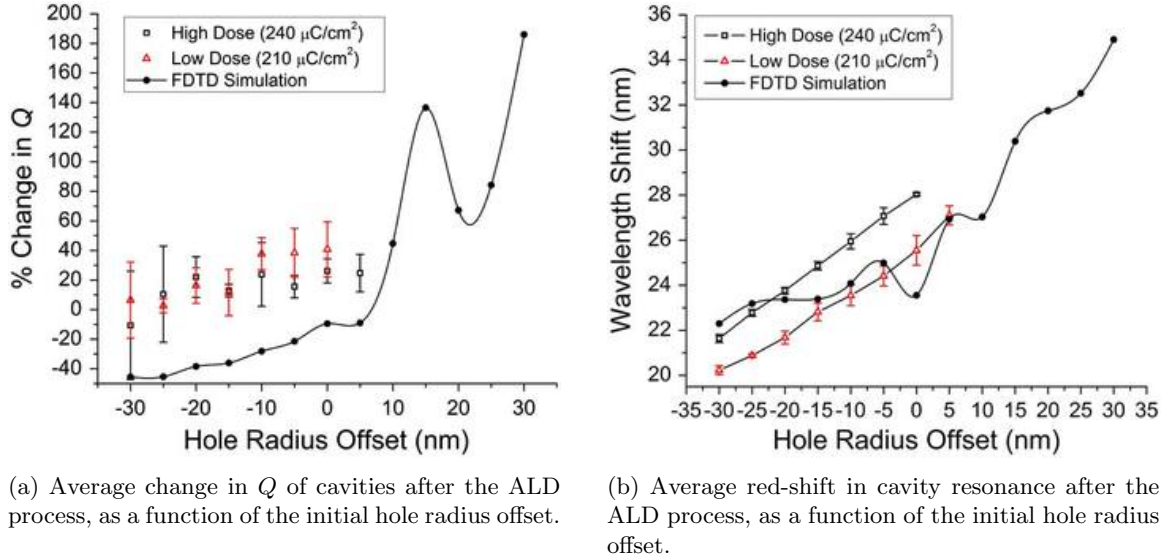 200
180
160
140
120
100
80
60
40
20
0
-20
-40
% Change in Q
High Dose (240 μC/cm²)
Low Dose (210 μC/cm²)
FDTD Simulation
-30 -20 -10 0 10 20 30
Hole Radius Offset (nm)
(a) Average change in Q of cavities after the ALD
process, as a function of the initial hole radius offset.
36
34
32
30
28
26
24
22
20
Wavelength Shift (nm)
High Dose (240 μC/cm²)
Low Dose (210 μC/cm²)
FDTD Simulation
-35 -30 -25 -20 -15 -10 -5 0 5 10 15 20 25 30 35
Hole Radius Offset (nm)
(b) Average red-shift in cavity resonance after the
ALD process, as a function of the initial hole radius
offset.